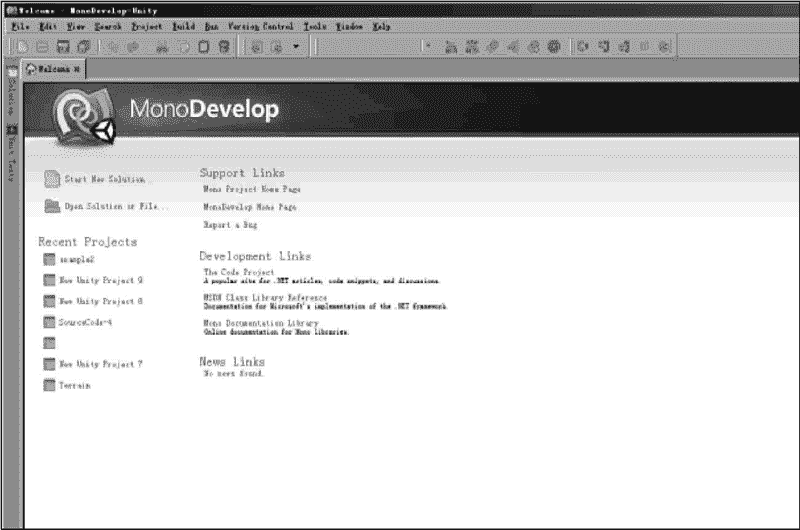 Welcome - MonoDevelop-Unity
File Edit View Search Project Build Run Version Control Tools Window Help
Welcome
Solution
Unit Tests
MonoDevelop
Start New Solution...
Open Solution or File...
Recent Projects
example2
New Unity Project 9
New Unity Project 8
SourceCode-4
New Unity Project 7
Terrain
Support Links
Mono Project Home Page
MonoDevelop Home Page
Report a Bug
Development Links
The Code Project
A popular site for .NET articles, code snippets, and discussions.
MSDN Class Library Reference
Documentation for Microsoft's implementation of the .NET framework.
Mono Documentation Library
Online documentation for Mono libraries.
News Links
No news found.